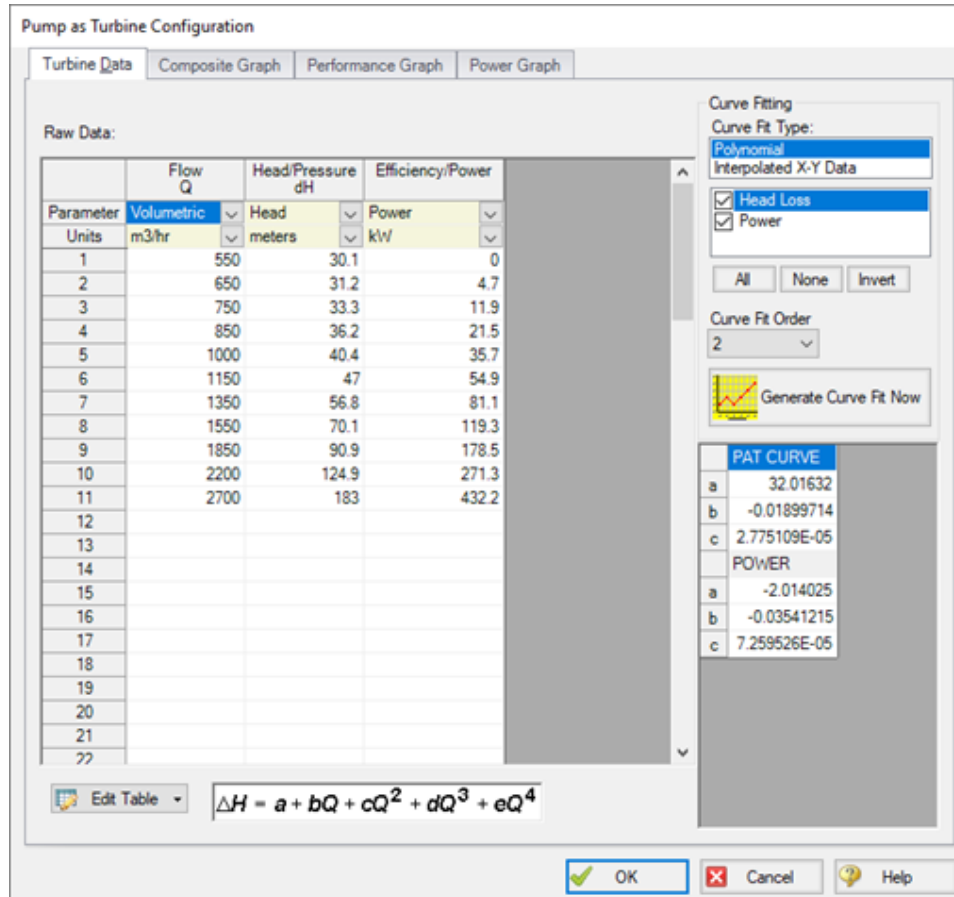 Pump as Turbine Configuration
Turbine Data Composite Graph Performance Graph Power Graph
Raw Data:
Flow Q Head/Pressure dH Efficiency/Power
Parameter Volumetric Head Power
Units m3/hr meters kW
1 550 30.1 0
2 650 31.2 4.7
3 750 33.3 11.9
4 850 36.2 21.5
5 1000 40.4 35.7
6 1150 47 54.9
7 1350 56.8 81.1
8 1550 70.1 119.3
9 1850 90.9 178.5
10 2200 124.9 271.3
11 2700 183 432.2
12
13
14
15
16
17
18
19
20
21
22
Edit Table
ΔH = a + bQ + cQ² + dQ³ + eQ⁴
Curve Fitting
Curve Fit Type:
Polynomial
Interpolated X-Y Data
Head Loss
Power
All None Invert
Curve Fit Order
2
Generate Curve Fit Now
PAT CURVE
a 32.01632
b -0.01899714
c 2.775109E-05
POWER
a -2.014025
b -0.03541215
c 7.259526E-05
OK Cancel Help